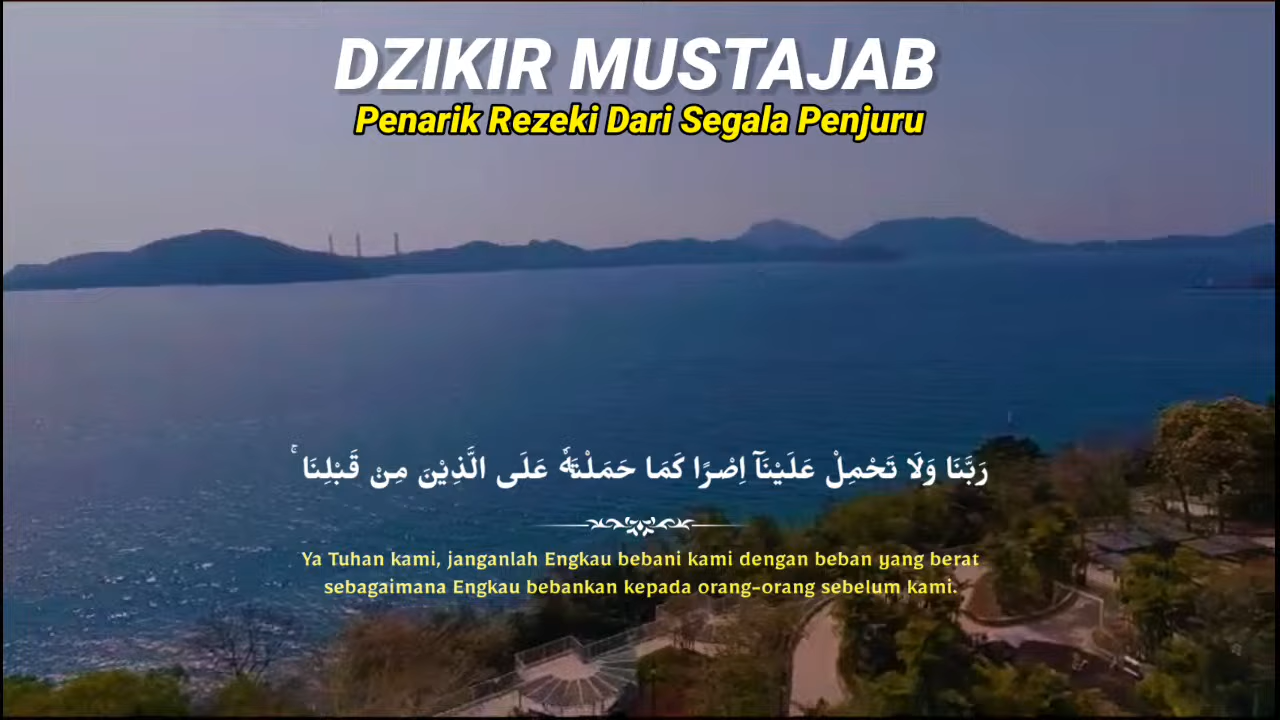 DZIKIR MUSTAJAB
Penarik Rezeki Dari Segala Penjuru
رَبَّنَا وَلَا تَحْمِلْ عَلَيْنَآ اِصْرًا كَمَا حَمَلْتَهٗ عَلَى الَّذِيْنَ مِنْ قَبْلِنَا ۚ
Ya Tuhan kami, janganlah Engkau bebani kami dengan beban yang berat
sebagaimana Engkau bebankan kepada orang-orang sebelum kami.